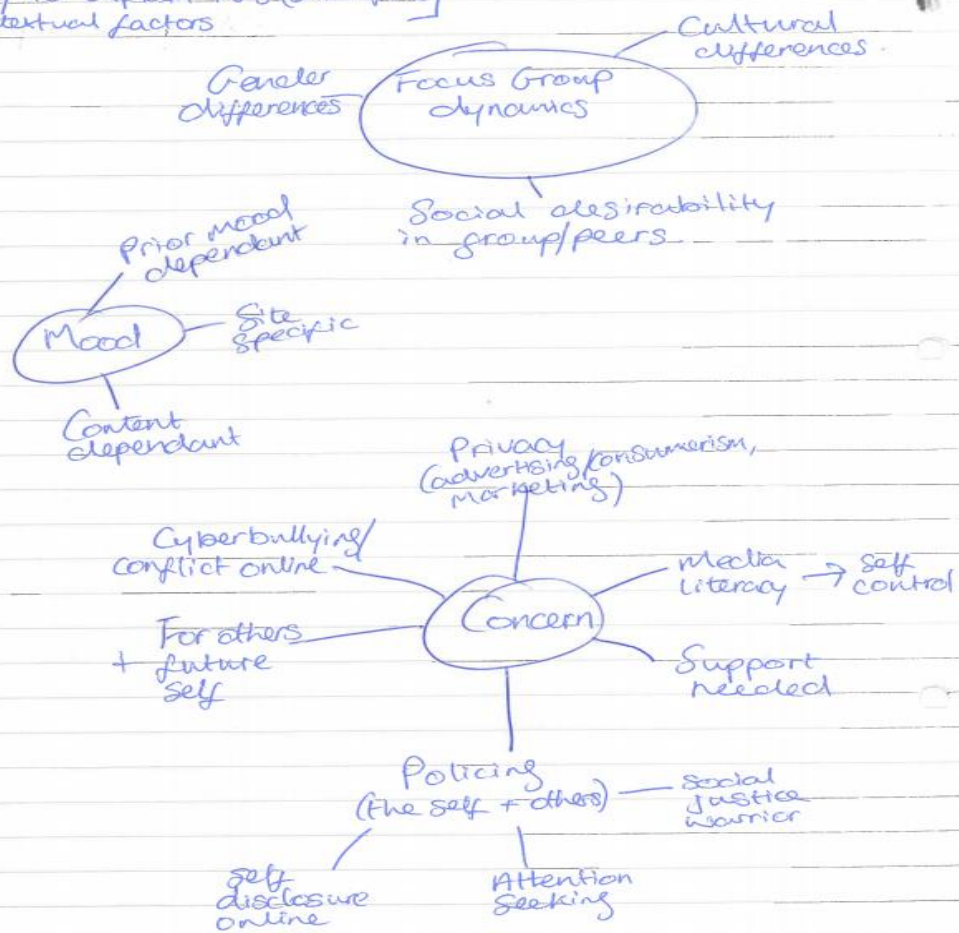 textual factors
Cultural
differences.
Gender
differences
Focus Group
dynamics
Social desirability
in group/peers
Prior mood
dependant
Mood
Site
specific
Content
dependant
Privacy
(advertising/consumerism,
marketing)
Cyberbullying/
conflict online
Media
Literacy → Self
control
Concern
For others
+ future
self
Support
needed
Policing
(the self + others)
Social
justice
warrior
Self
disclosure
online
Attention
Seeking